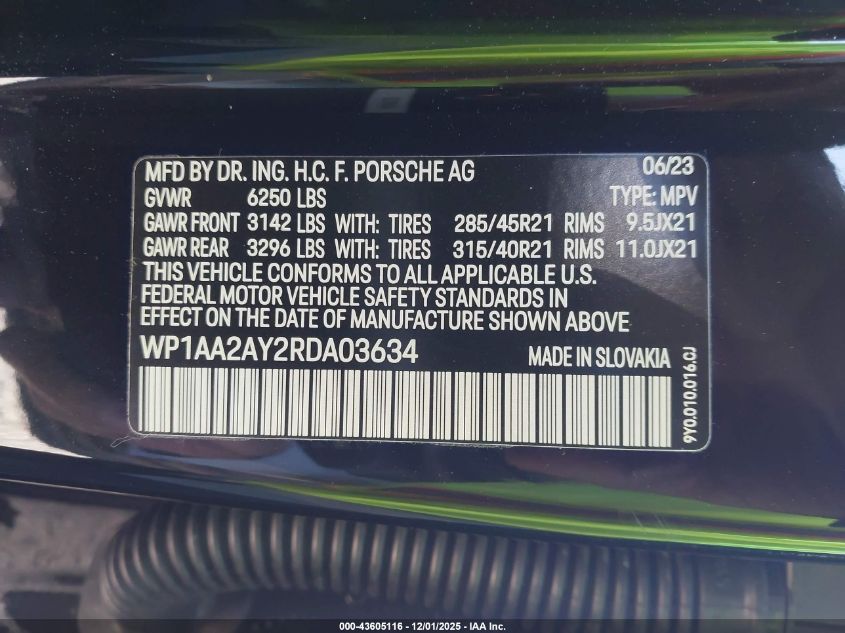 MFD BY DR. ING. H.C. F. PORSCHE AG 06/23
GVWR 6250 LBS TYPE: MPV
GAWR FRONT 3142 LBS WITH: TIRES 285/45R21 RIMS 9.5JX21
GAWR REAR 3296 LBS WITH: TIRES 315/40R21 RIMS 11.0JX21
THIS VEHICLE CONFORMS TO ALL APPLICABLE U.S.
FEDERAL MOTOR VEHICLE SAFETY STANDARDS IN
EFFECT ON THE DATE OF MANUFACTURE SHOWN ABOVE
WP1AA2AY2RDA03634 MADE IN SLOVAKIA
9Y0.010.016.CJ
000-43605116 - 12/01/2025 - IAA Inc.